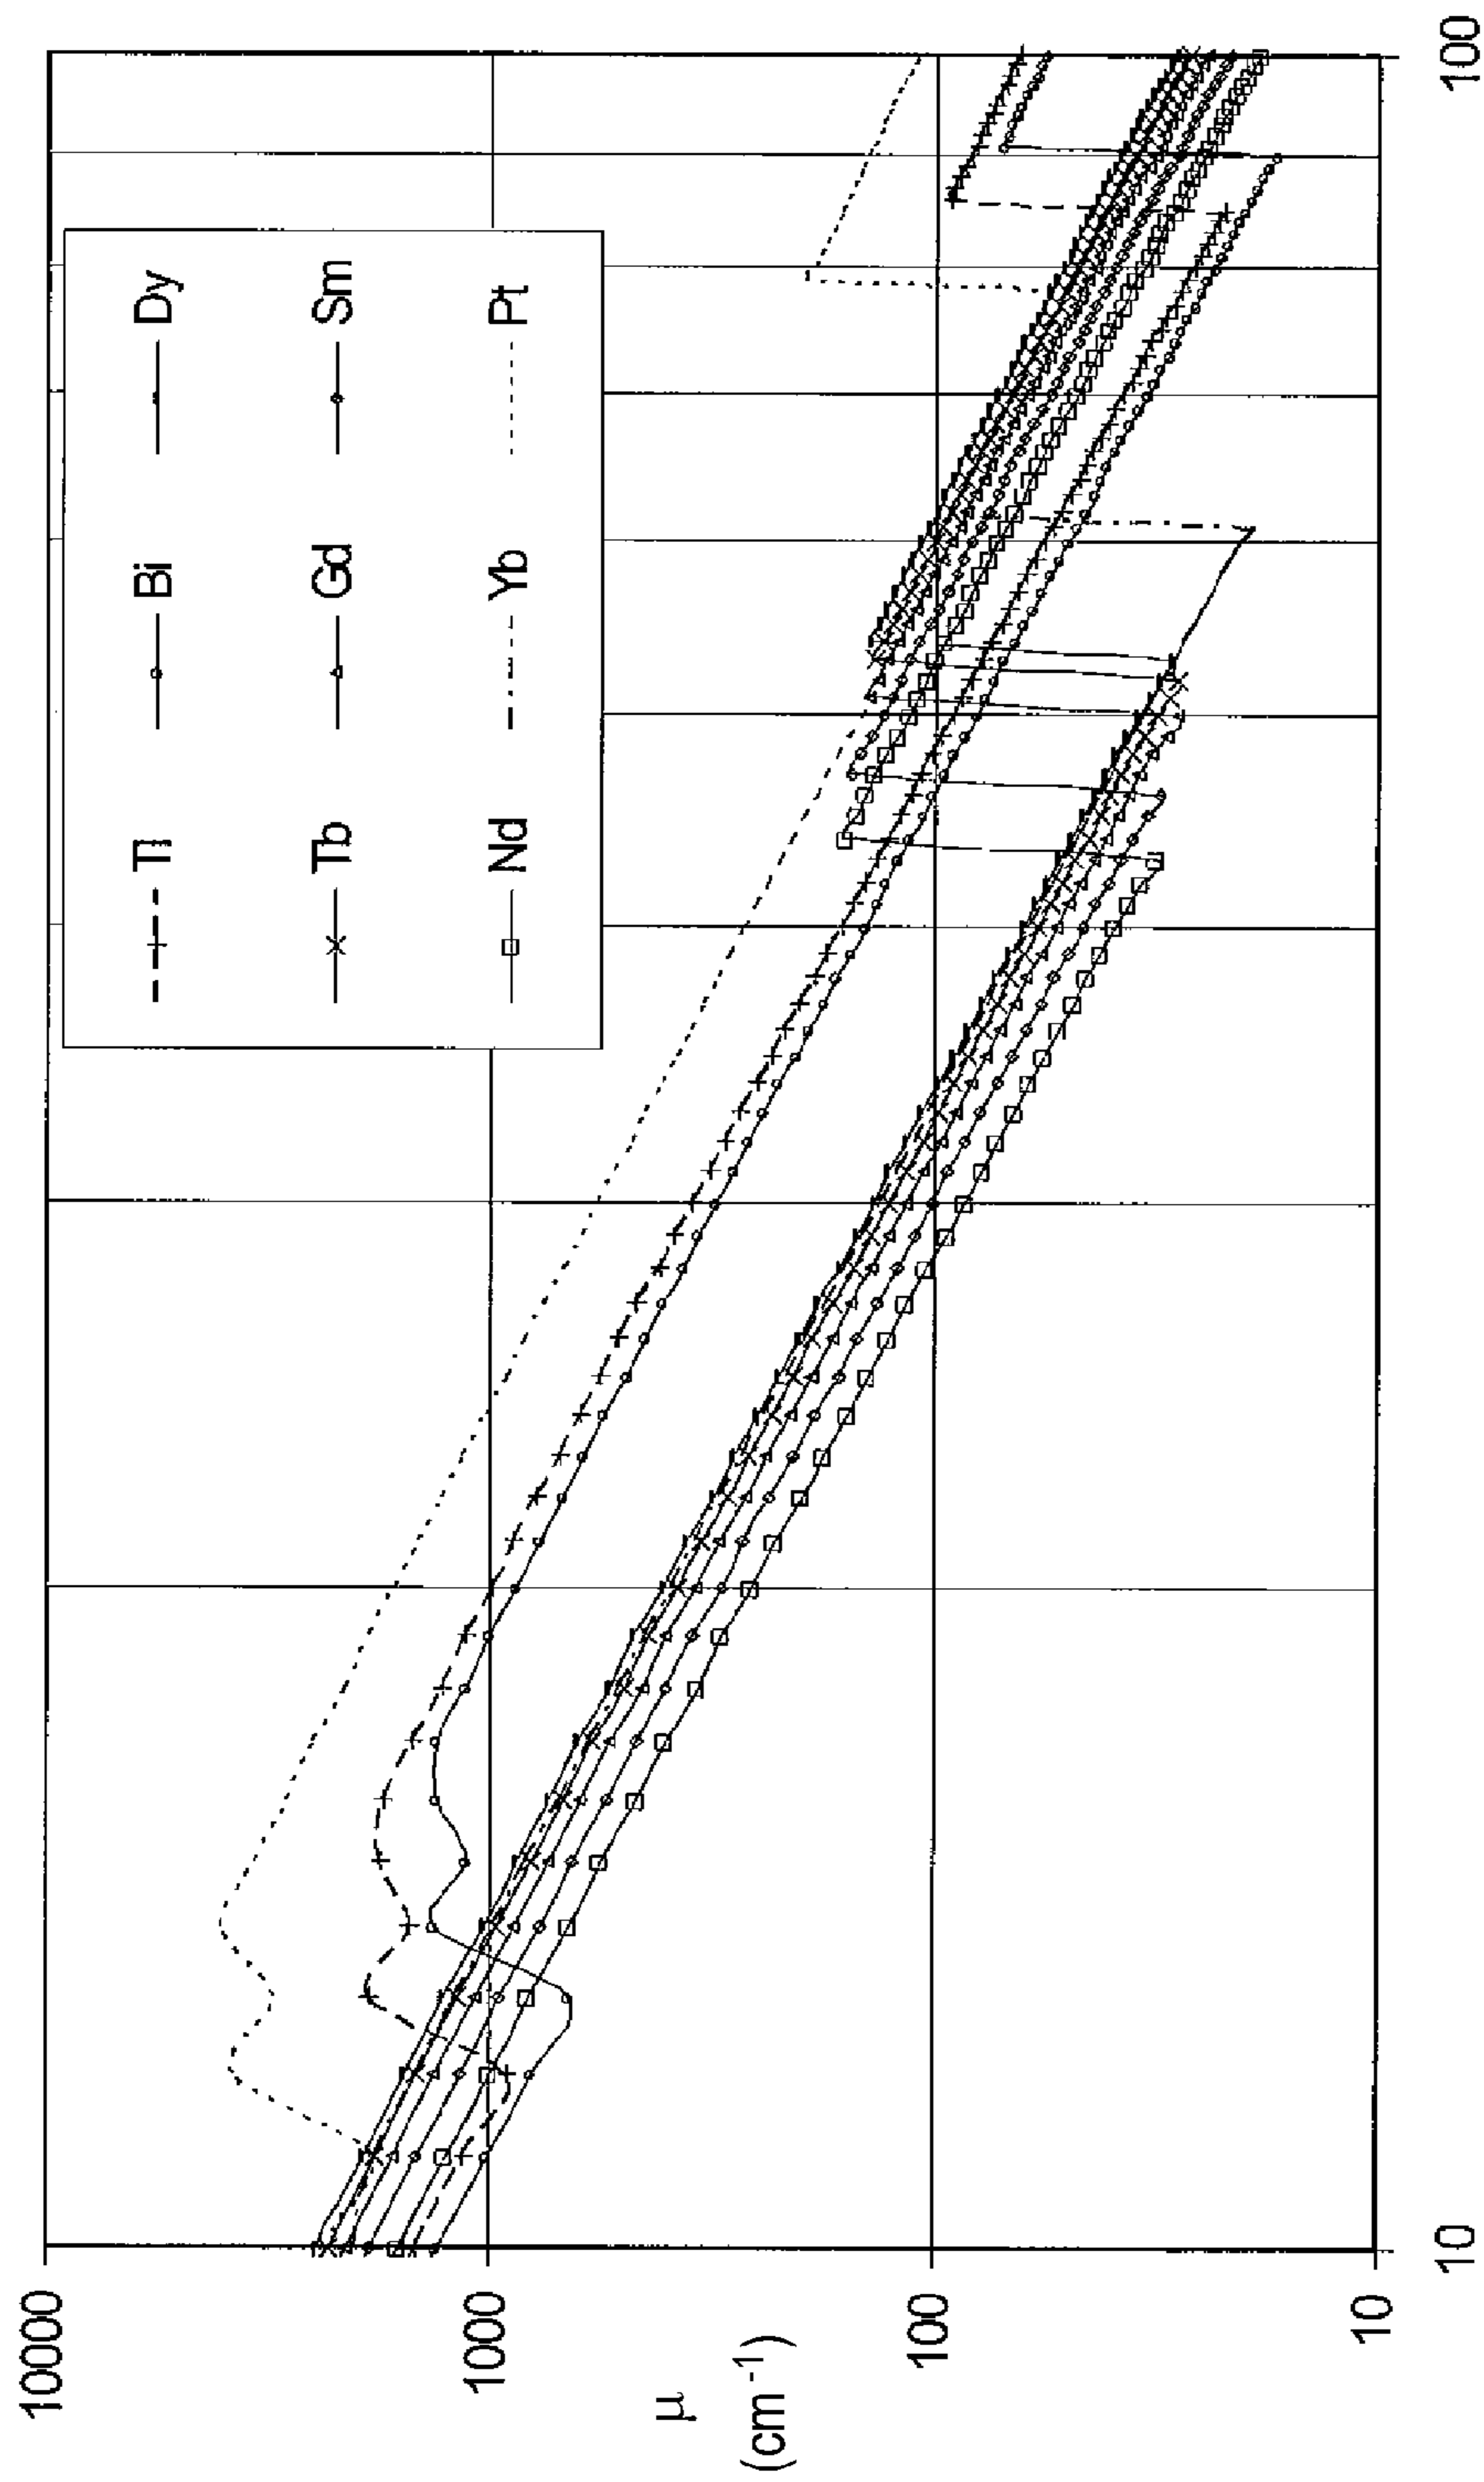 10000
Tl Bi Dy
Tb Gd Sm
Nd Yb Pt
1000
μ
(cm⁻¹)
100
10
10 100